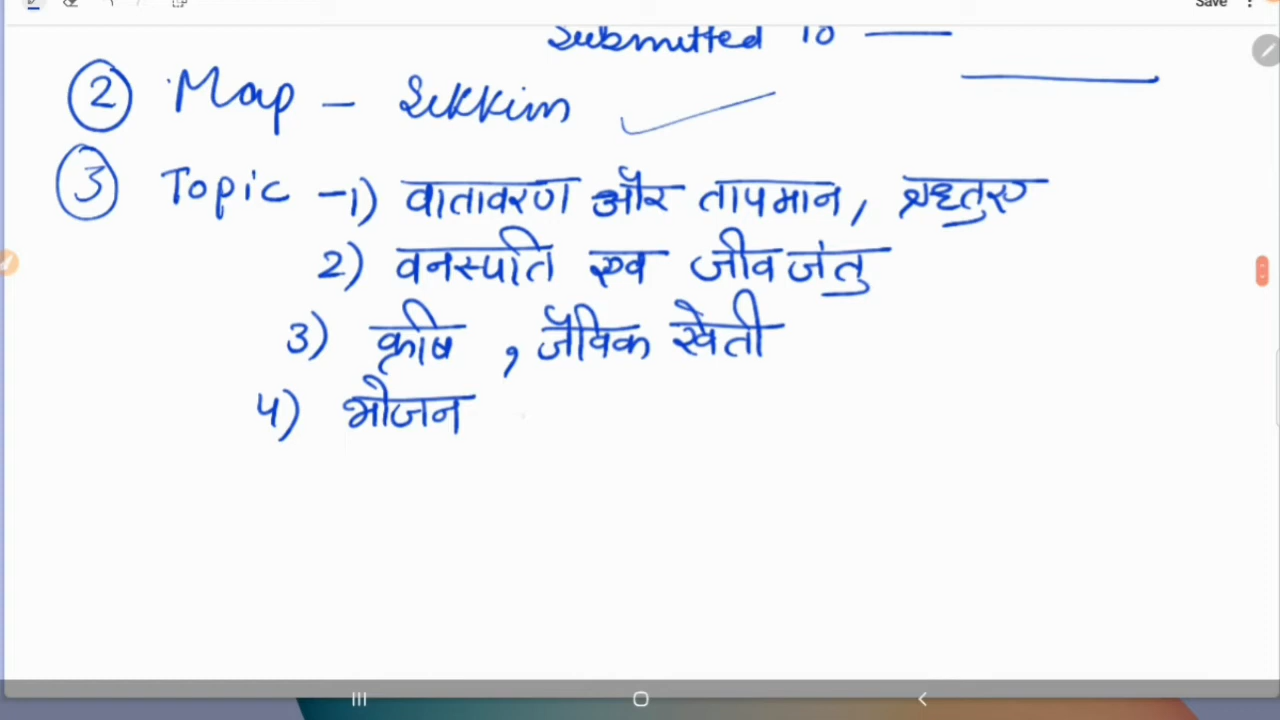 Save
Submitted to
② Map - Sikkim
③ Topic -1) वातावरण और तापमान, ऋतुए
2) वनस्पति एव जीवजंतु
3) कृषि , जैविक खेती
4) भोजन